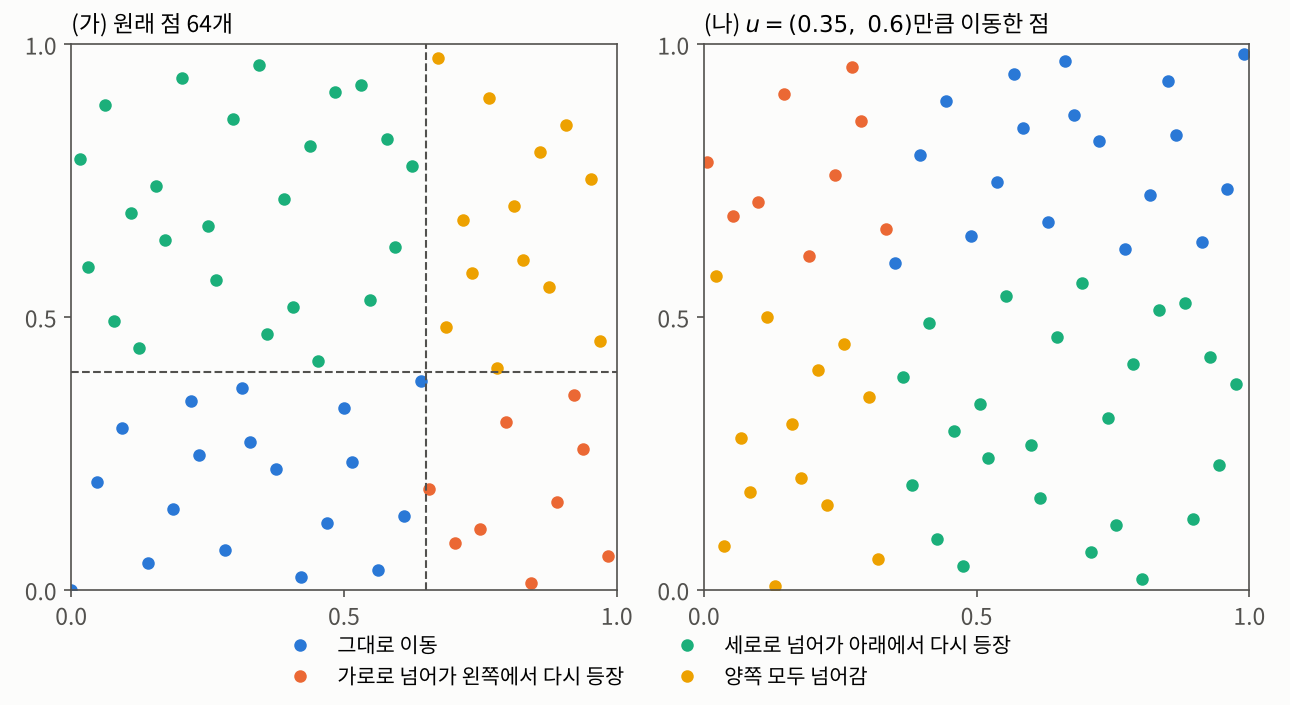 (가) 원래 점 64개
1.0
0.5
0.0
0.0 0.5 1.0
(나) u = (0.35, 0.6)만큼 이동한 점
1.0
0.5
0.0
0.0 0.5 1.0
그대로 이동
가로로 넘어가 왼쪽에서 다시 등장
세로로 넘어가 아래에서 다시 등장
양쪽 모두 넘어감